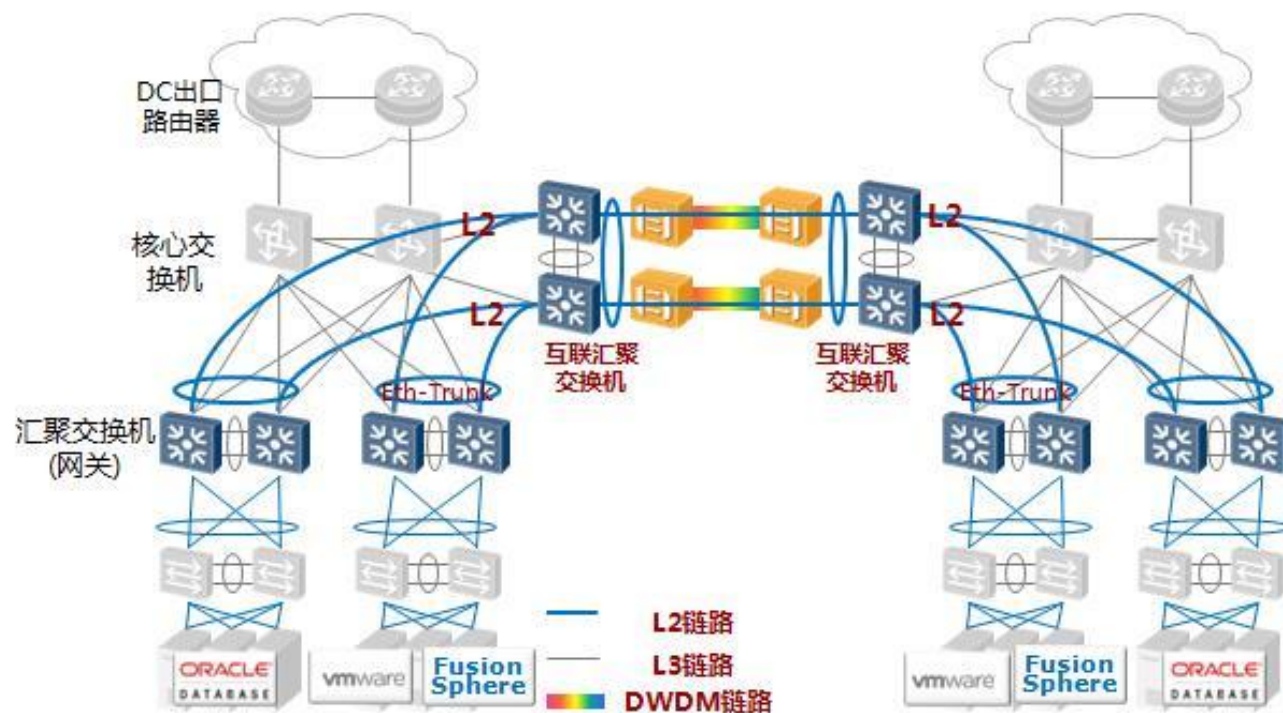 DC出口
路由器
L2
L2
核心交
换机
L2
L2
互联汇聚
交换机
互联汇聚
交换机
Eth-Trunk
Eth-Trunk
汇聚交换机
(网关)
L2链路
L3链路
DWDM链路
ORACLE
DATABASE
vmware
Fusion
Sphere
vmware
Fusion
Sphere
ORACLE
DATABASE